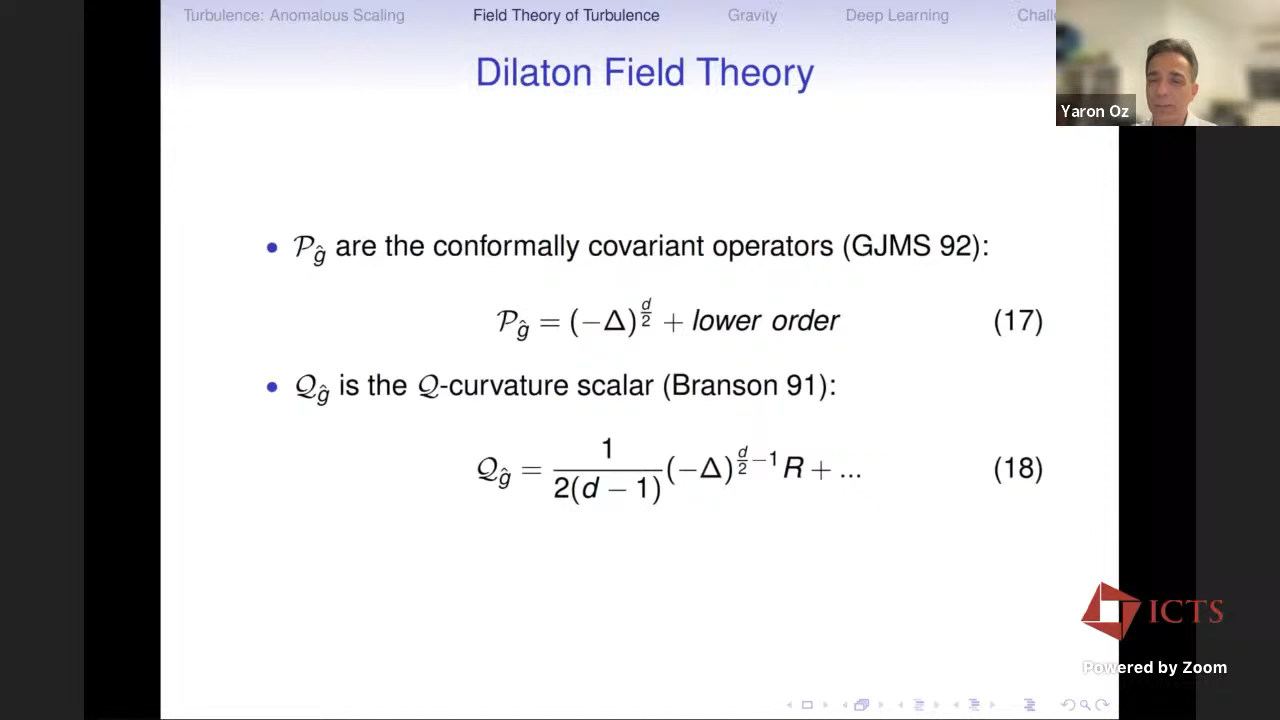 Turbulence: Anomalous Scaling Field Theory of Turbulence Gravity Deep Learning Chall
Dilaton Field Theory
Yaron Oz
• 𝒫_ĝ are the conformally covariant operators (GJMS 92):
𝒫_ĝ = (−Δ)^{d/2} + lower order (17)
• 𝒬_ĝ is the 𝒬-curvature scalar (Branson 91):
𝒬_ĝ = 1/(2(d − 1)) (−Δ)^{d/2 −1} R + ... (18)
ICTS
Powered by Zoom